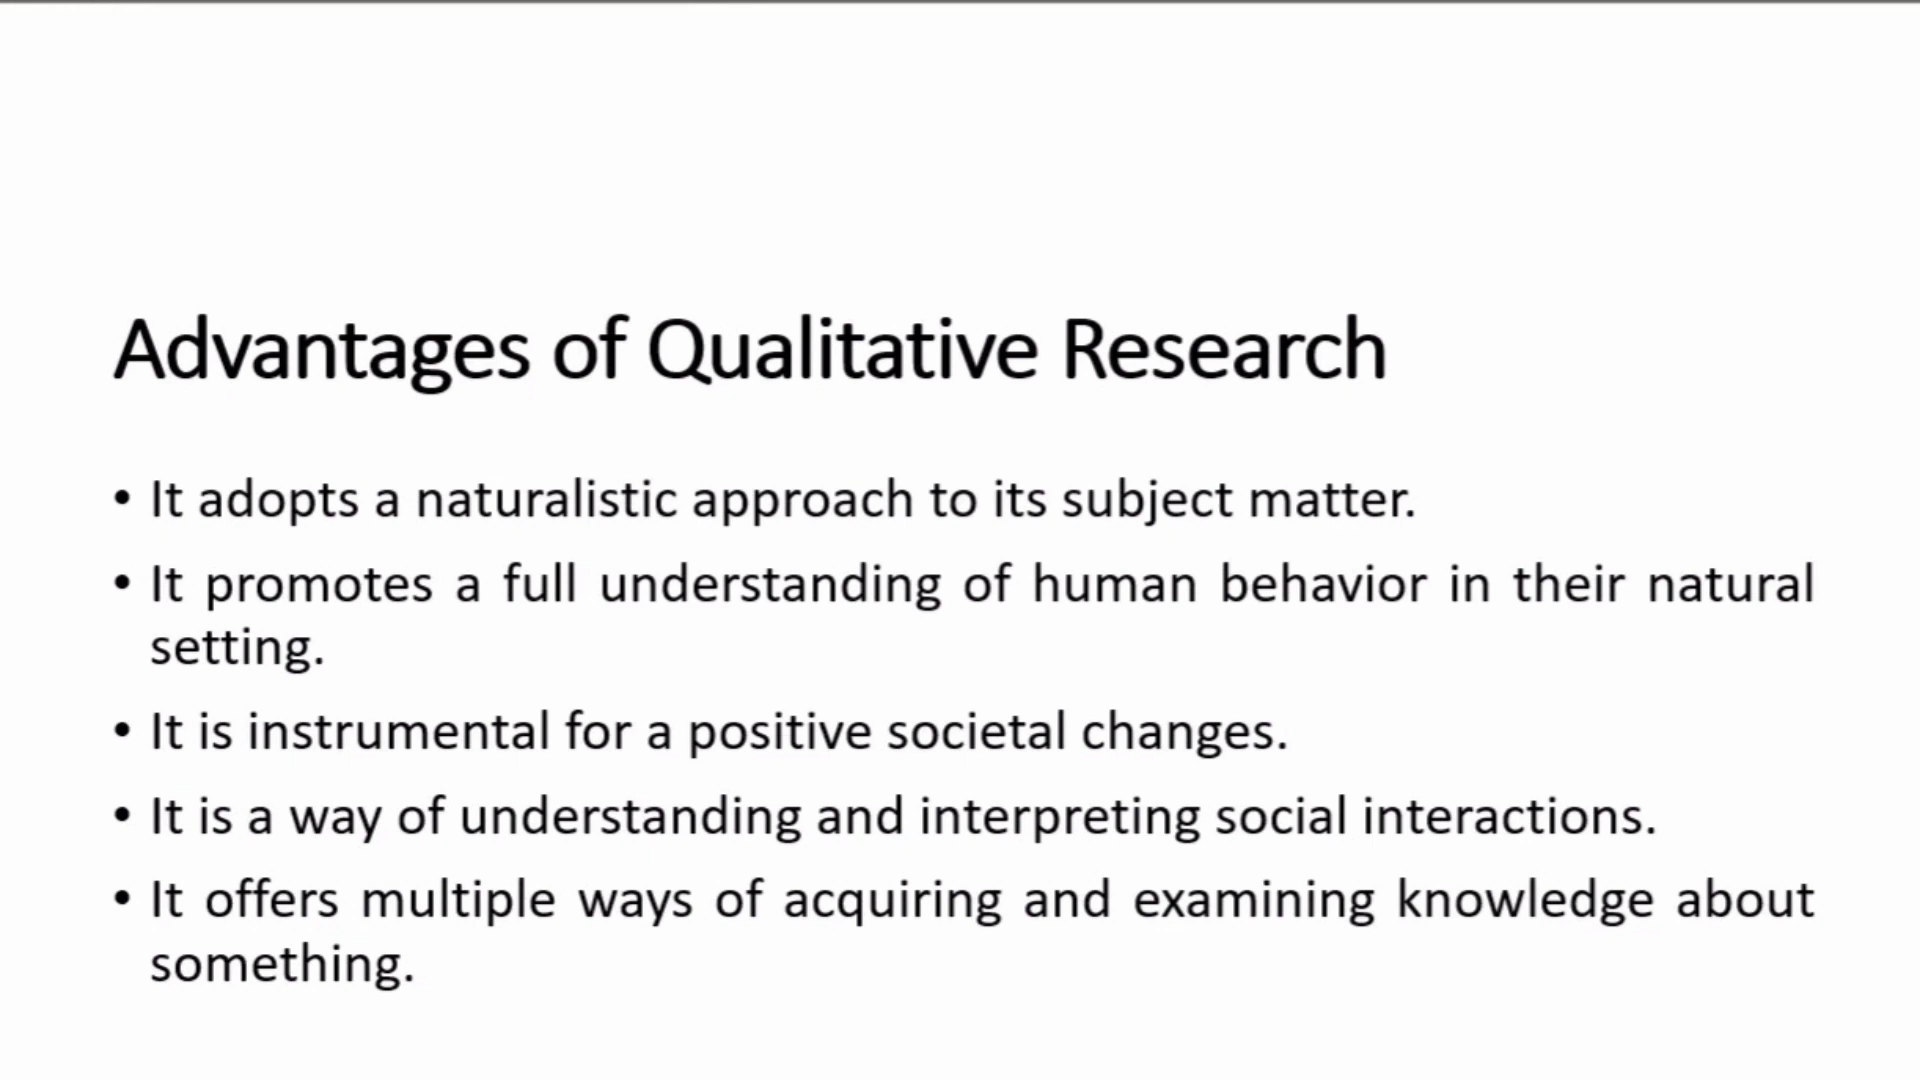 Advantages of Qualitative Research
• It adopts a naturalistic approach to its subject matter.
• It promotes a full understanding of human behavior in their natural
setting.
• It is instrumental for a positive societal changes.
• It is a way of understanding and interpreting social interactions.
• It offers multiple ways of acquiring and examining knowledge about
something.